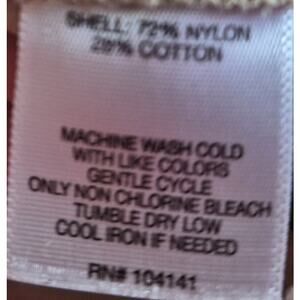 SHELL: 72% NYLON
28% COTTON
MACHINE WASH COLD
WITH LIKE COLORS
GENTLE CYCLE
ONLY NON CHLORINE BLEACH
TUMBLE DRY LOW
COOL IRON IF NEEDED
RN# 104141